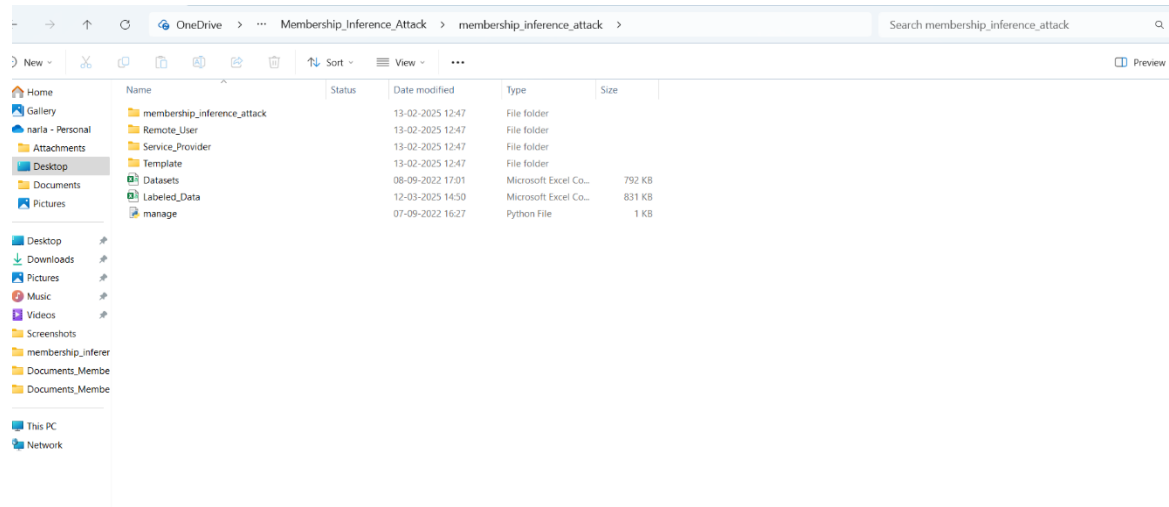 OneDrive > ··· Membership_Inference_Attack > membership_inference_attack > Search membership_inference_attack
New Sort View ··· Preview
Name Status Date modified Type Size
Home
Gallery
narla - Personal
Attachments
Desktop
Documents
Pictures
Desktop
Downloads
Pictures
Music
Videos
Screenshots
membership_inferer
Documents_Membe
Documents_Membe
This PC
Network
membership_inference_attack 13-02-2025 12:47 File folder
Remote_User 13-02-2025 12:47 File folder
Service_Provider 13-02-2025 12:47 File folder
Template 13-02-2025 12:47 File folder
Datasets 08-09-2022 17:01 Microsoft Excel Co... 792 KB
Labeled_Data 12-03-2025 14:50 Microsoft Excel Co... 831 KB
manage 07-09-2022 16:27 Python File 1 KB